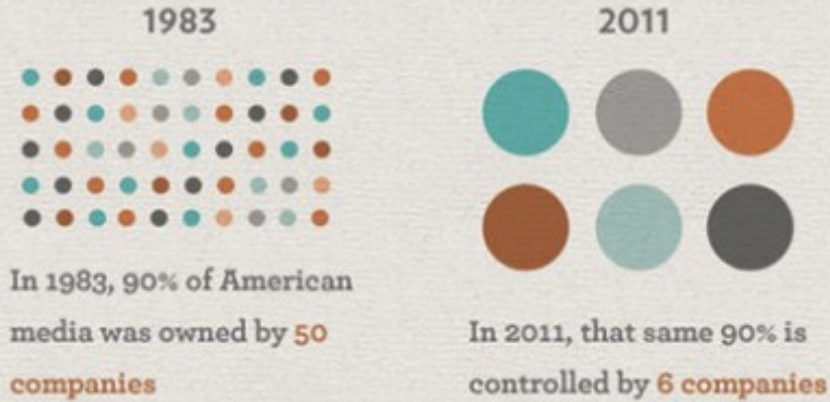 1983
In 1983, 90% of American
media was owned by 50
companies
2011
In 2011, that same 90% is
controlled by 6 companies